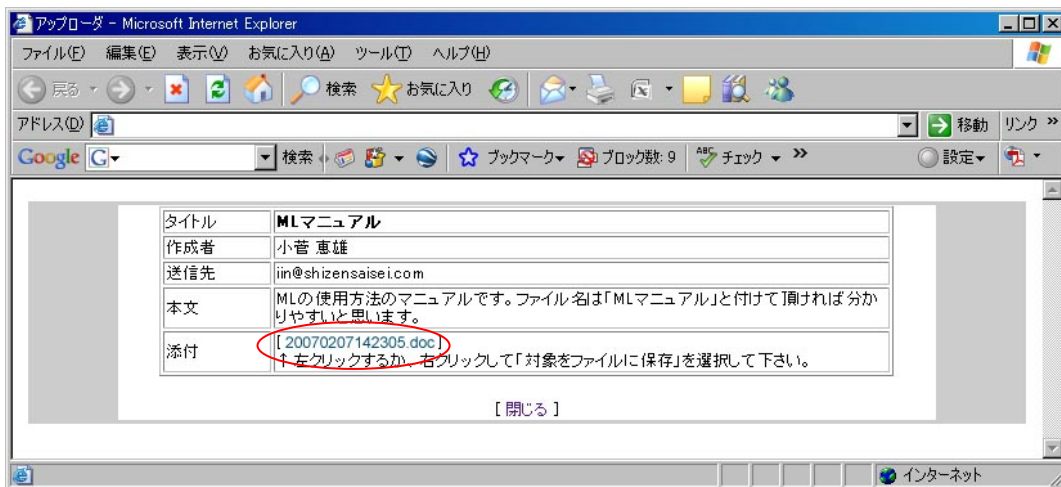 アップローダ - Microsoft Internet Explorer
ファイル(F) 編集(E) 表示(V) お気に入り(A) ツール(T) ヘルプ(H)
戻る 検索 お気に入り
アドレス(D) 移動 リンク »
Google G 検索 ブックマーク ブロック数: 9 ABC チェック » 設定
タイトル MLマニュアル
作成者 小菅 恵雄
送信先 iin@shizensaisei.com
本文 MLの使用方法のマニュアルです。ファイル名は「MLマニュアル」と付けて頂ければ分か
りやすいと思います。
添付 [ 20070207142305.doc ]
↑左クリックするか、右クリックして「対象をファイルに保存」を選択して下さい。
[ 閉じる ]
インターネット